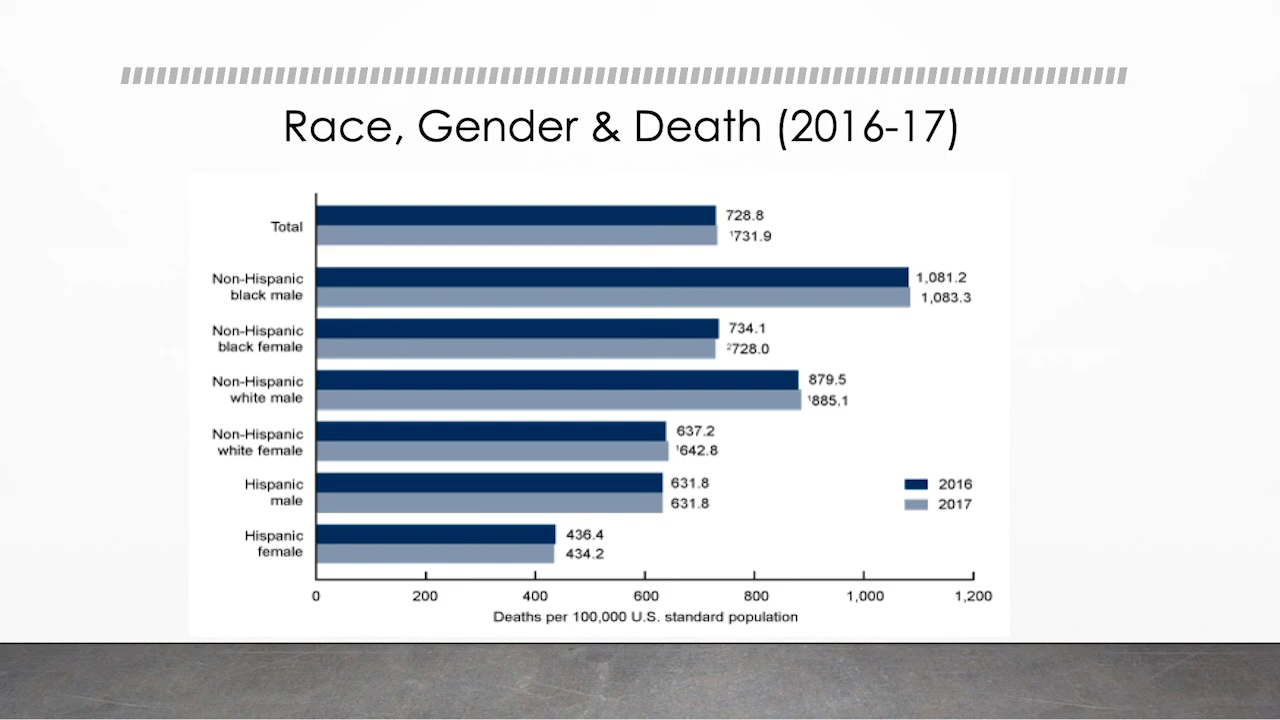 Race, Gender & Death (2016-17)
Total
728.8
¹731.9
Non-Hispanic
black male
1,081.2
1,083.3
Non-Hispanic
black female
734.1
²728.0
Non-Hispanic
white male
879.5
¹885.1
Non-Hispanic
white female
637.2
¹642.8
Hispanic
male
631.8
631.8
Hispanic
female
436.4
434.2
2016
2017
0 200 400 600 800 1,000 1,200
Deaths per 100,000 U.S. standard population